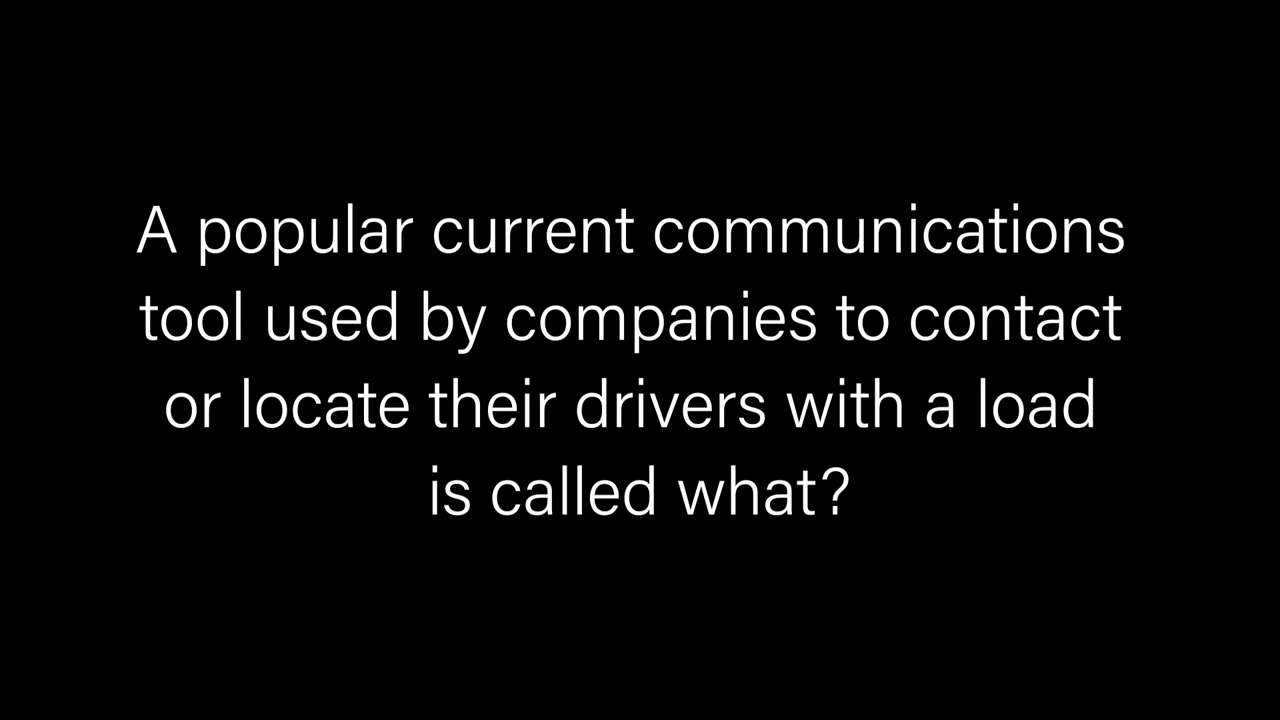 A popular current communications
tool used by companies to contact
or locate their drivers with a load
is called what?